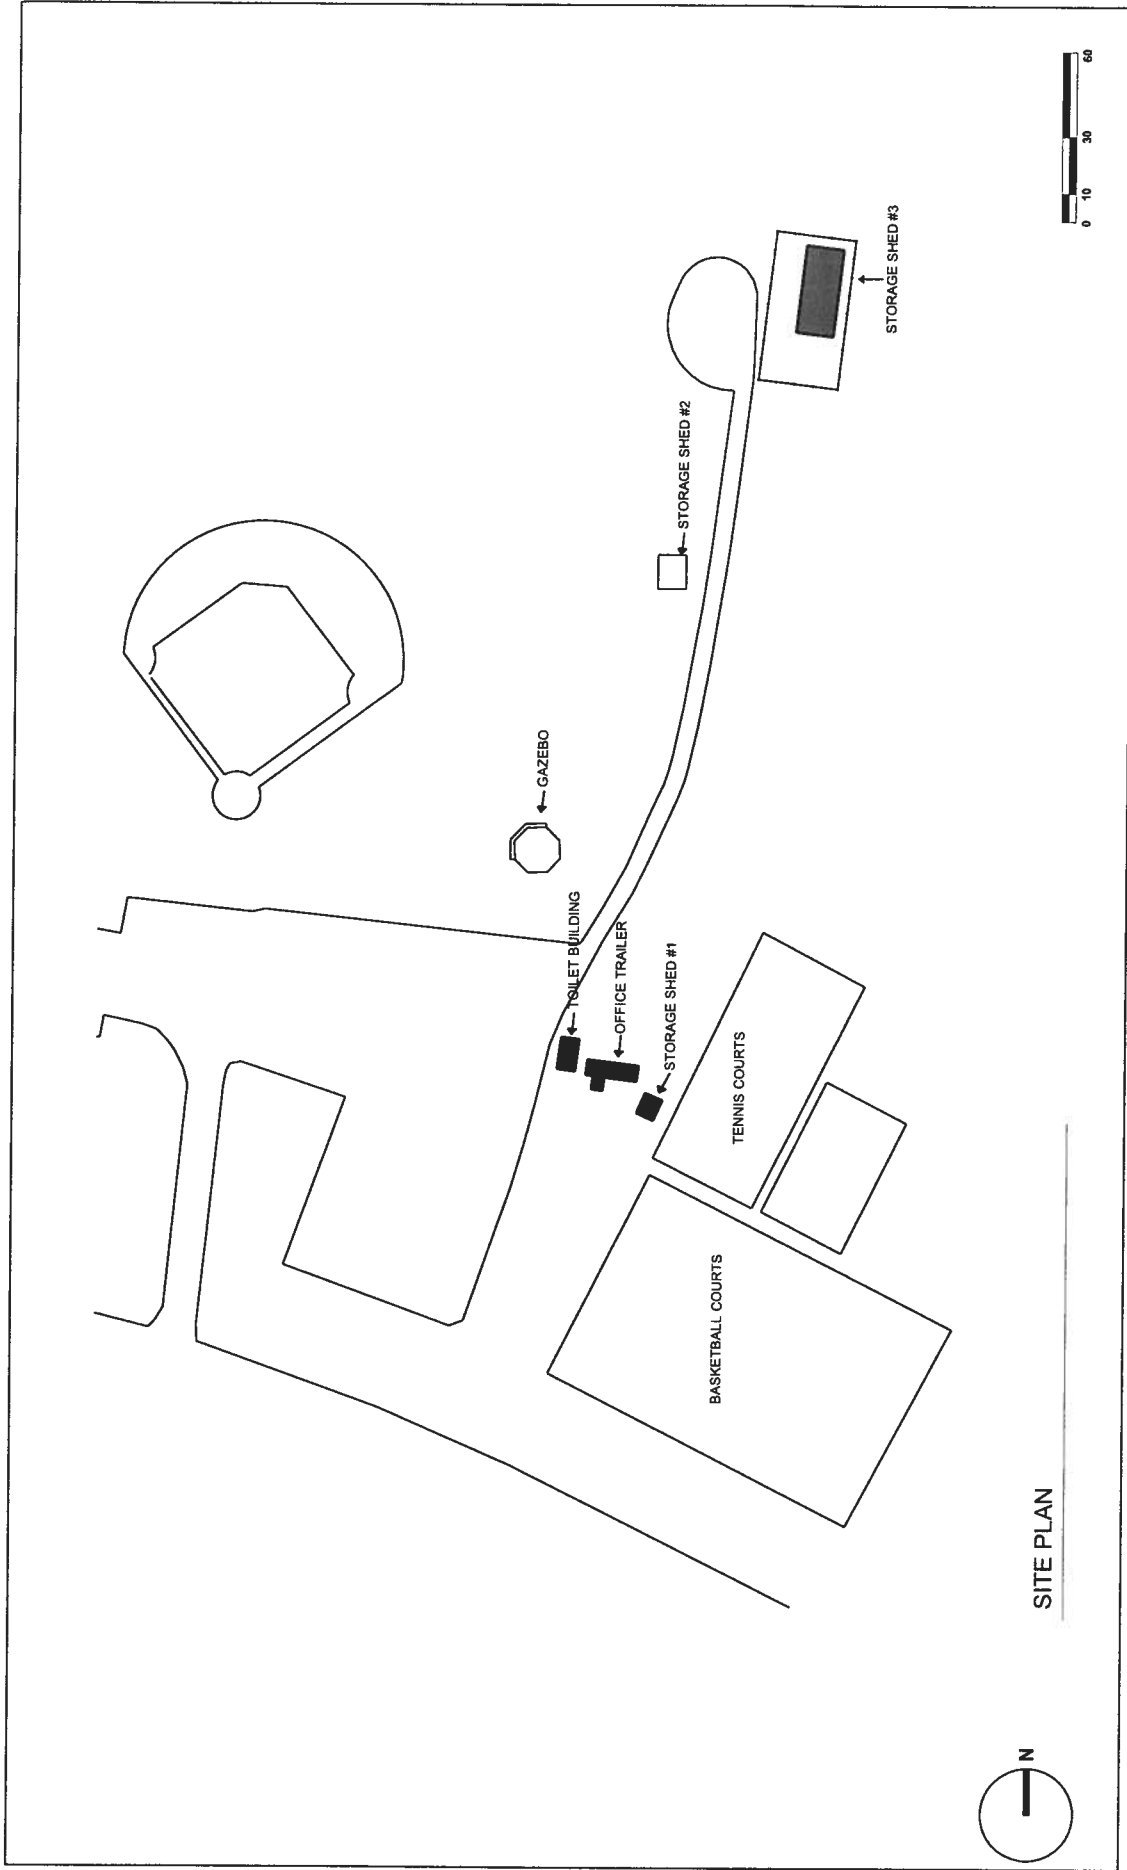 GAZEBO
TOILET BUILDING
OFFICE TRAILER
STORAGE SHED #1
STORAGE SHED #2
STORAGE SHED #3
TENNIS COURTS
BASKETBALL COURTS
SITE PLAN
N
0 10 30 60